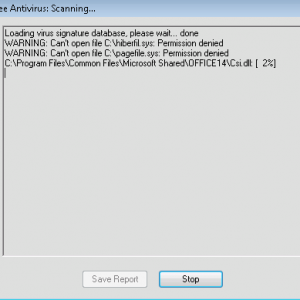 ee Antivirus: Scanning...
Loading virus signature database, please wait... done
WARNING: Can't open file C:\hiberfil.sys: Permission denied
WARNING: Can't open file C:\pagefile.sys: Permission denied
C:\Program Files\Common Files\Microsoft Shared\OFFICE14\Csi.dll: [  2%]
Save Report
Stop